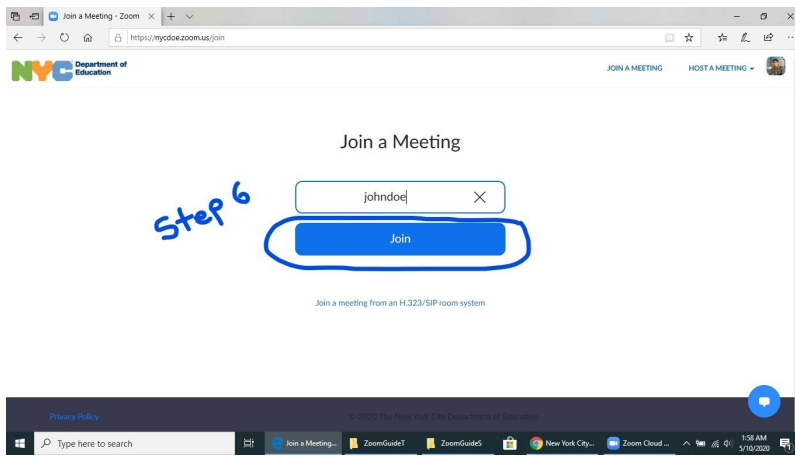 Join a Meeting - Zoom
https://nycdoe.zoom.us/join
NYC Department of
Education
JOIN A MEETING HOST A MEETING
Join a Meeting
johndoe
step 6
Join
Join a meeting from an H.323/SIP room system
Privacy Policy © 2020 The New York City Department of Education
Type here to search Join a Meeting... ZoomGuideT ZoomGuideS New York City... Zoom Cloud ... 1:58 AM
5/10/2020